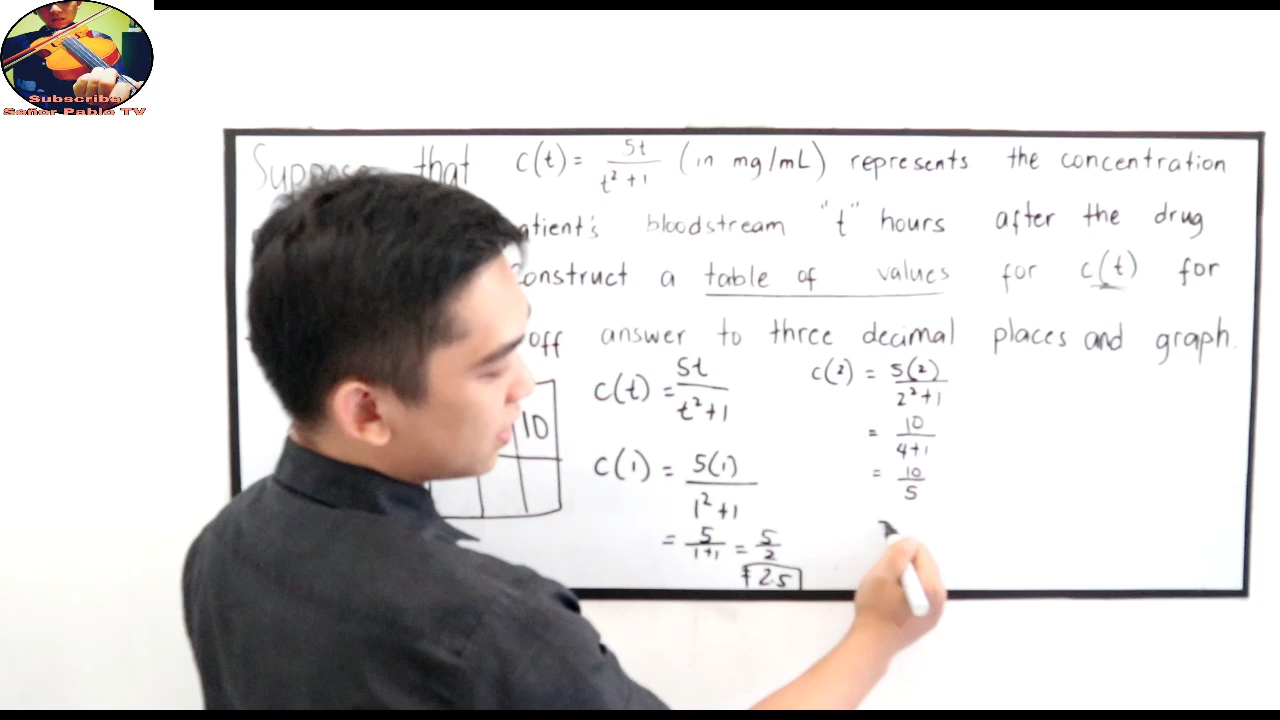 Subscribe
Señor Pablo TV
Suppose that c(t) = 5t / t² + 1 (in mg/mL) represents the concentration
atient's bloodstream "t" hours after the drug
onstruct a table of values for c(t) for
off answer to three decimal places and graph.
10
c(t) = 5t / t² + 1
c(1) = 5(1) / 1² + 1
= 5 / 1+1 = 5 / 2
= 2.5
c(2) = 5(2) / 2² + 1
= 10 / 4+1
= 10 / 5